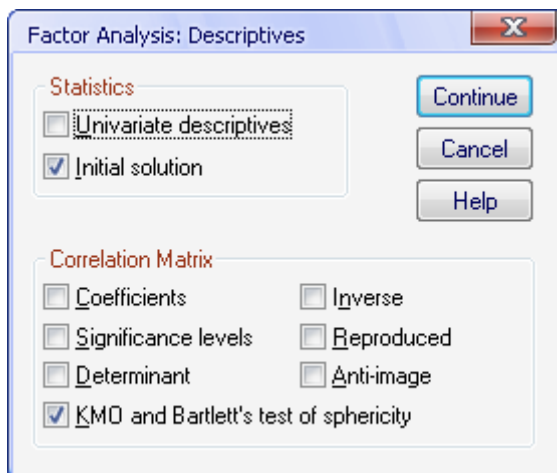 Factor Analysis: Descriptives
Statistics
Univariate descriptives
Initial solution
Continue
Cancel
Help
Correlation Matrix
Coefficients
Inverse
Significance levels
Reproduced
Determinant
Anti-image
KMO and Bartlett's test of sphericity